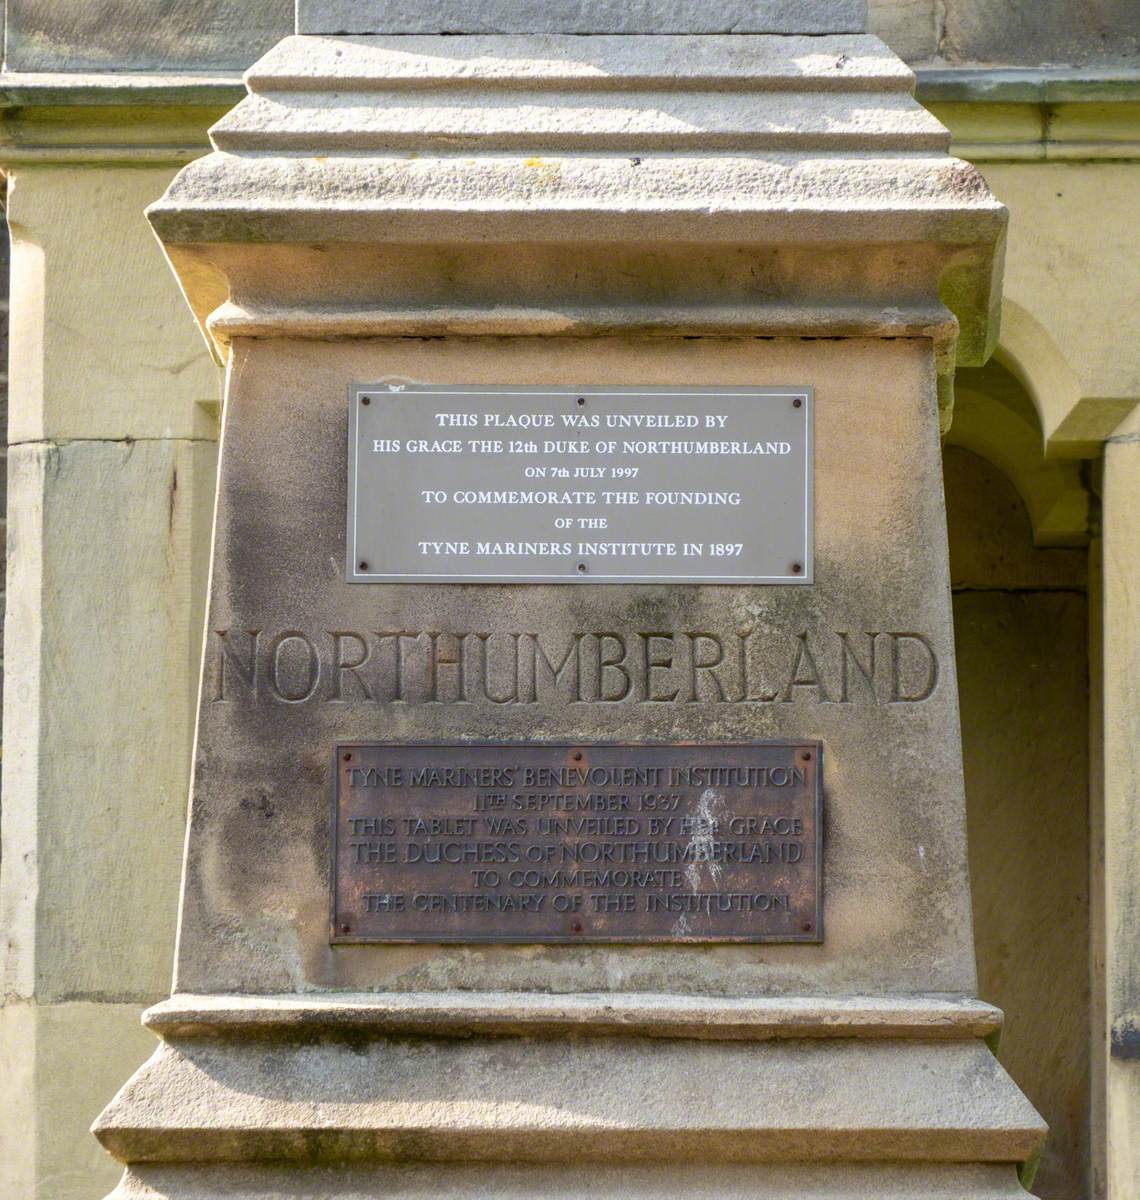 THIS PLAQUE WAS UNVEILED BY
HIS GRACE THE 12th DUKE OF NORTHUMBERLAND
ON 7th JULY 1997
TO COMMEMORATE THE FOUNDING
OF THE
TYNE MARINERS INSTITUTE IN 1897
NORTHUMBERLAND
TYNE MARINERS' BENEVOLENT INSTITUTION
11TH SEPTEMBER 1937
THIS TABLET WAS UNVEILED BY HER GRACE
THE DUCHESS OF NORTHUMBERLAND
TO COMMEMORATE
THE CENTENARY OF THE INSTITUTION